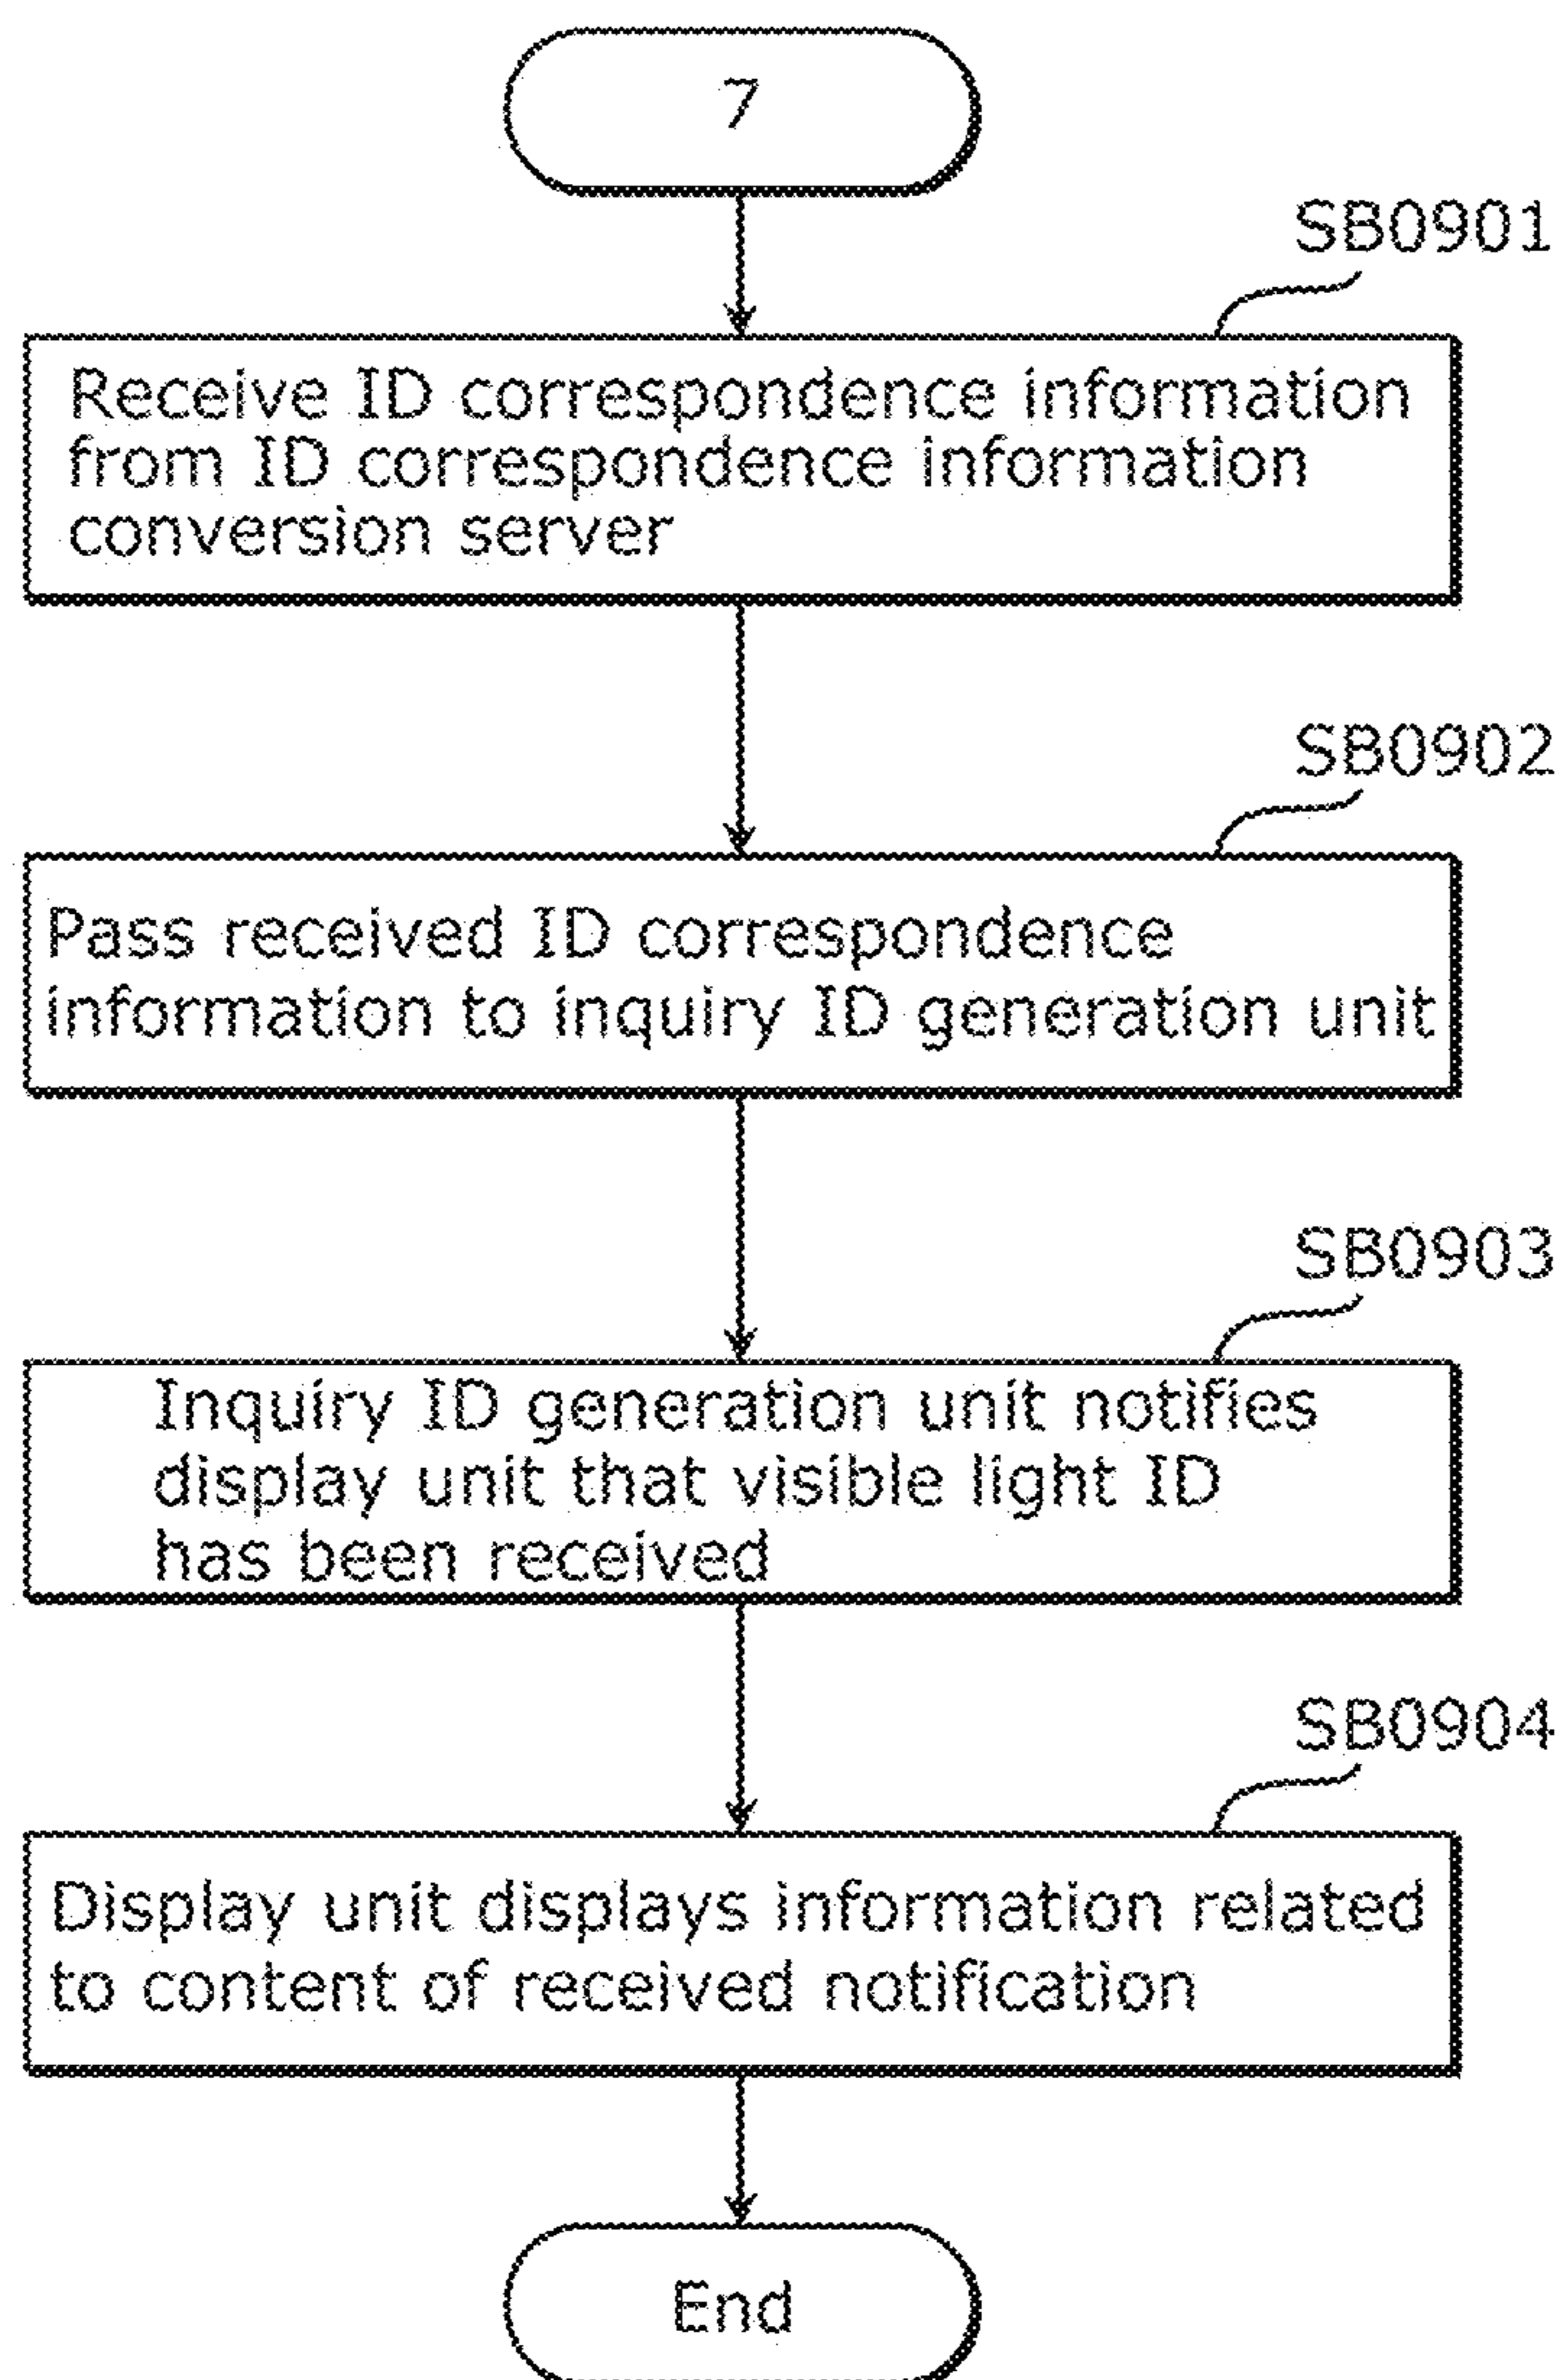 7
SB0901
Receive ID correspondence information
from ID correspondence information
conversion server
SB0902
Pass received ID correspondence
information to inquiry ID generation unit
SB0903
Inquiry ID generation unit notifies
display unit that visible light ID
has been received
SB0904
Display unit displays information related
to content of received notification
End